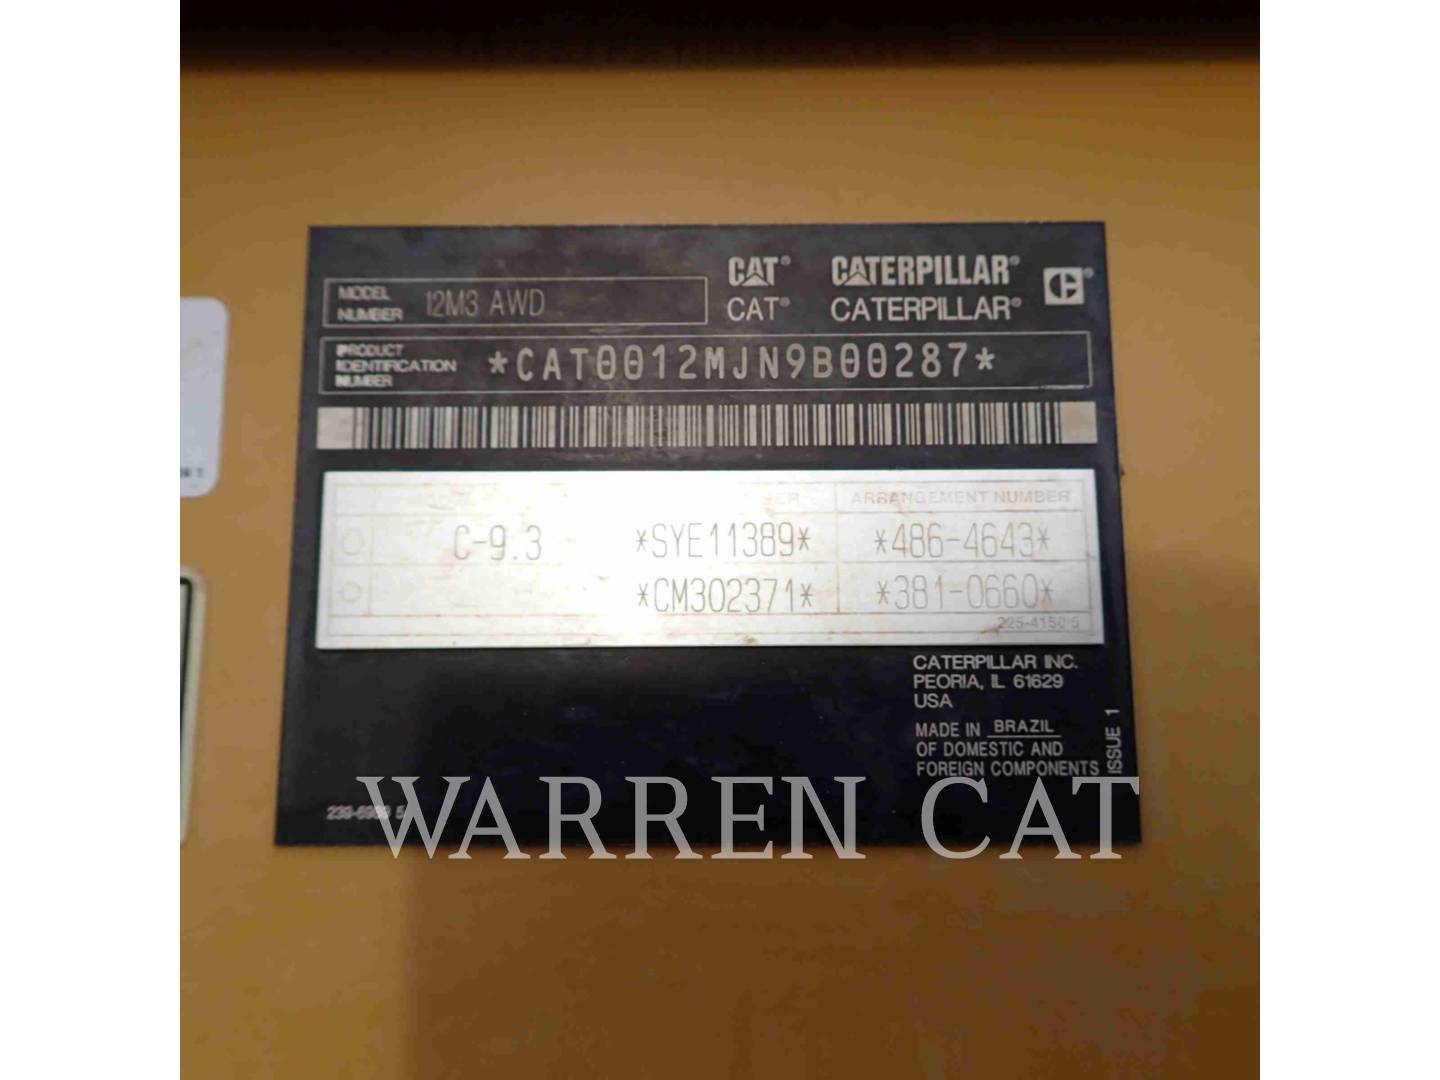 CAT® CATERPILLAR®
CAT® CATERPILLAR®
MODEL NUMBER 12M3 AWD
PRODUCT IDENTIFICATION NUMBER *CAT0012MJN9B00287*
ARRANGEMENT NUMBER
C-9.3 *SYE11389* *486-4643*
*CM302371* *381-0660*
225-4150 5
CATERPILLAR INC.
PEORIA, IL 61629
USA
MADE IN BRAZIL
OF DOMESTIC AND
FOREIGN COMPONENTS
ISSUE 1
WARREN CAT